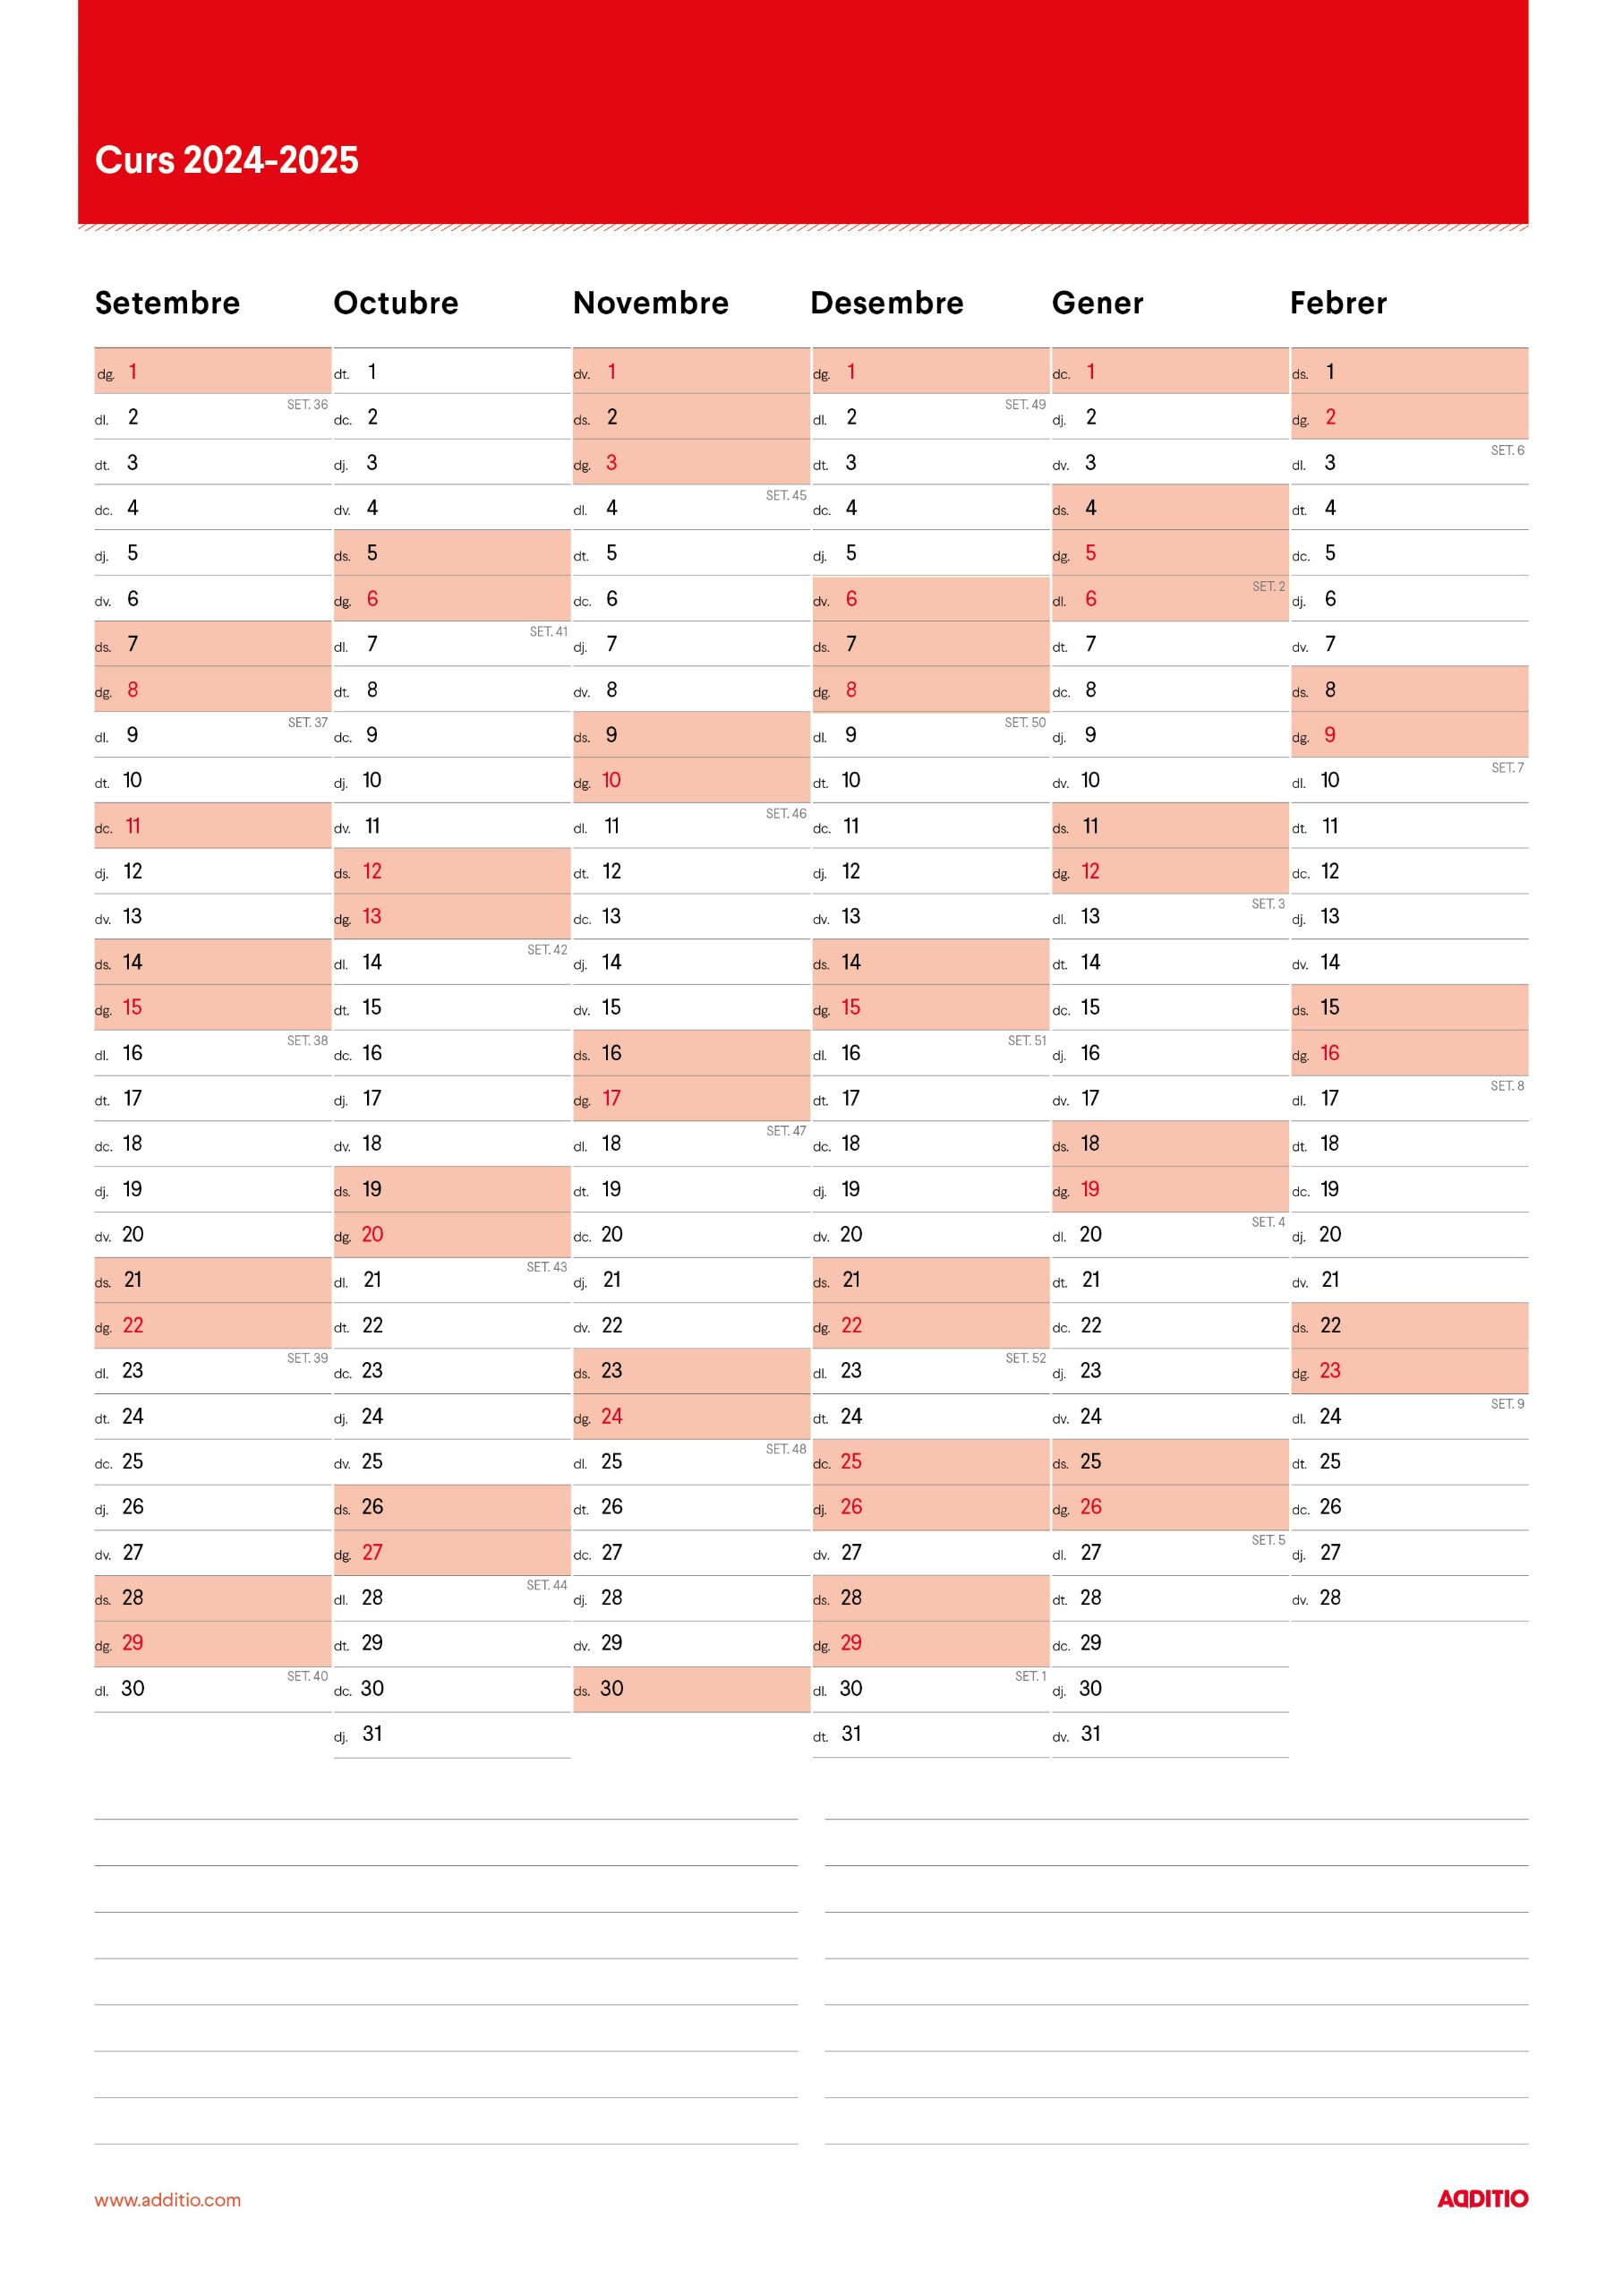 Curs 2024-2025
Setembre Octubre Novembre Desembre Gener Febrer
dg. 1 dt. 1 dv. 1 dg. 1 dc. 1 ds. 1
dl. 2 SET. 36 dc. 2 ds. 2 dl. 2 SET. 49 dj. 2 dg. 2
dt. 3 dj. 3 dg. 3 dt. 3 dv. 3 dl. 3 SET. 6
dc. 4 dv. 4 dl. 4 SET. 45 dc. 4 ds. 4 dt. 4
dj. 5 ds. 5 dt. 5 dj. 5 dg. 5 dc. 5
dv. 6 dg. 6 dc. 6 dv. 6 dl. 6 SET. 2 dj. 6
ds. 7 dl. 7 SET. 41 dj. 7 ds. 7 dt. 7 dv. 7
dg. 8 dt. 8 dv. 8 dg. 8 dc. 8 ds. 8
dl. 9 SET. 37 dc. 9 ds. 9 dl. 9 SET. 50 dj. 9 dg. 9
dt. 10 dj. 10 dg. 10 dt. 10 dv. 10 dl. 10 SET. 7
dc. 11 dv. 11 dl. 11 SET. 46 dc. 11 ds. 11 dt. 11
dj. 12 ds. 12 dt. 12 dj. 12 dg. 12 dc. 12
dv. 13 dg. 13 dc. 13 dv. 13 dl. 13 SET. 3 dj. 13
ds. 14 dl. 14 SET. 42 dj. 14 ds. 14 dt. 14 dv. 14
dg. 15 dt. 15 dv. 15 dg. 15 dc. 15 ds. 15
dl. 16 SET. 38 dc. 16 ds. 16 dl. 16 SET. 51 dj. 16 dg. 16
dt. 17 dj. 17 dg. 17 dt. 17 dv. 17 dl. 17 SET. 8
dc. 18 dv. 18 dl. 18 SET. 47 dc. 18 ds. 18 dt. 18
dj. 19 ds. 19 dt. 19 dj. 19 dg. 19 dc. 19
dv. 20 dg. 20 dc. 20 dv. 20 dl. 20 SET. 4 dj. 20
ds. 21 dl. 21 SET. 43 dj. 21 ds. 21 dt. 21 dv. 21
dg. 22 dt. 22 dv. 22 dg. 22 dc. 22 ds. 22
dl. 23 SET. 39 dc. 23 ds. 23 dl. 23 SET. 52 dj. 23 dg. 23
dt. 24 dj. 24 dg. 24 dt. 24 dv. 24 dl. 24 SET. 9
dc. 25 dv. 25 dl. 25 SET. 48 dc. 25 ds. 25 dt. 25
dj. 26 ds. 26 dt. 26 dj. 26 dg. 26 dc. 26
dv. 27 dg. 27 dc. 27 dv. 27 dl. 27 SET. 5 dj. 27
ds. 28 dl. 28 SET. 44 dj. 28 ds. 28 dt. 28 dv. 28
dg. 29 dt. 29 dv. 29 dg. 29 dc. 29
dl. 30 SET. 40 dc. 30 ds. 30 dl. 30 SET. 1 dj. 30
dj. 31 dt. 31 dv. 31
www.additio.com ADDITIO